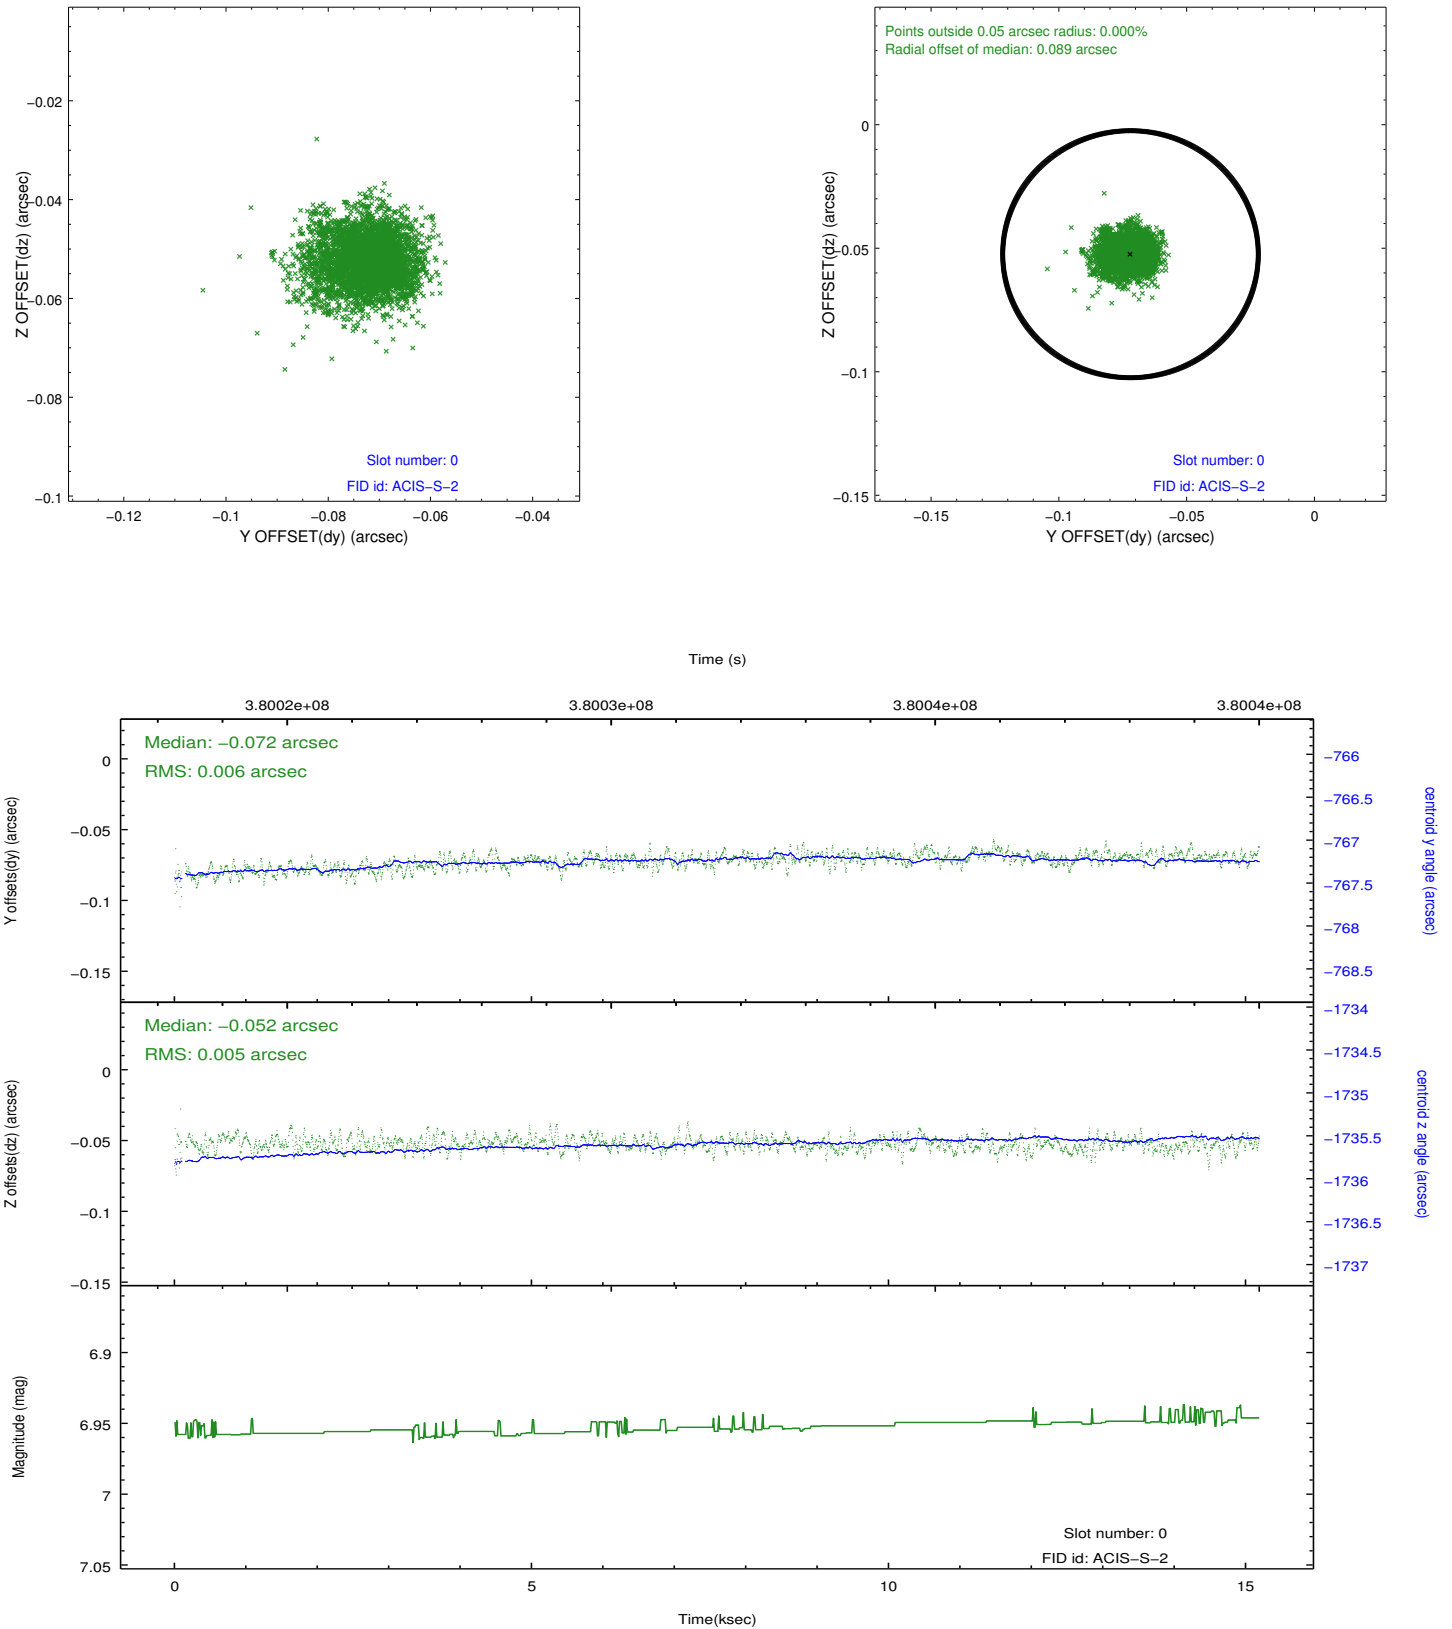 −0.02
−0.04
−0.06
−0.08
−0.1
Z OFFSET(dz) (arcsec)
Slot number: 0
FID id: ACIS−S−2
−0.12
−0.1
−0.08
−0.06
−0.04
Y OFFSET(dy) (arcsec)
Points outside 0.05 arcsec radius: 0.000%
Radial offset of median: 0.089 arcsec
0
−0.05
−0.1
−0.15
Z OFFSET(dz) (arcsec)
Slot number: 0
FID id: ACIS−S−2
−0.15
−0.1
−0.05
0
Y OFFSET(dy) (arcsec)
Time (s)
3.8002e+08
3.8003e+08
3.8004e+08
3.8004e+08
Median: −0.072 arcsec
RMS: 0.006 arcsec
0
−0.05
−0.1
−0.15
Y offsets(dy) (arcsec)
−766
−766.5
−767
−767.5
−768
−768.5
centroid y angle (arcsec)
Median: −0.052 arcsec
RMS: 0.005 arcsec
0
−0.05
−0.1
−0.15
Z offsets(dz) (arcsec)
−1734
−1734.5
−1735
−1735.5
−1736
−1736.5
−1737
centroid z angle (arcsec)
6.9
6.95
7
7.05
Magnitude (mag)
Slot number: 0
FID id: ACIS−S−2
0
5
10
15
Time(ksec)